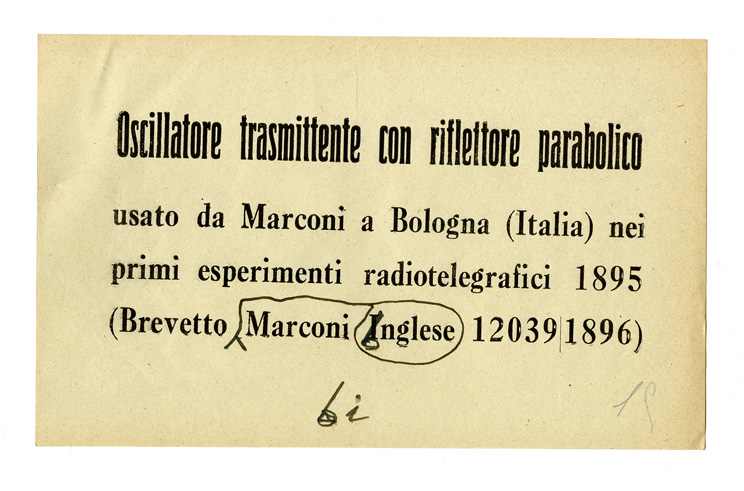 Oscillatore trasmittente con riflettore parabolico
usato da Marconi a Bologna (Italia) nei
primi esperimenti radiotelegrafici 1895
(Brevetto Marconi Inglese 12039|1896)